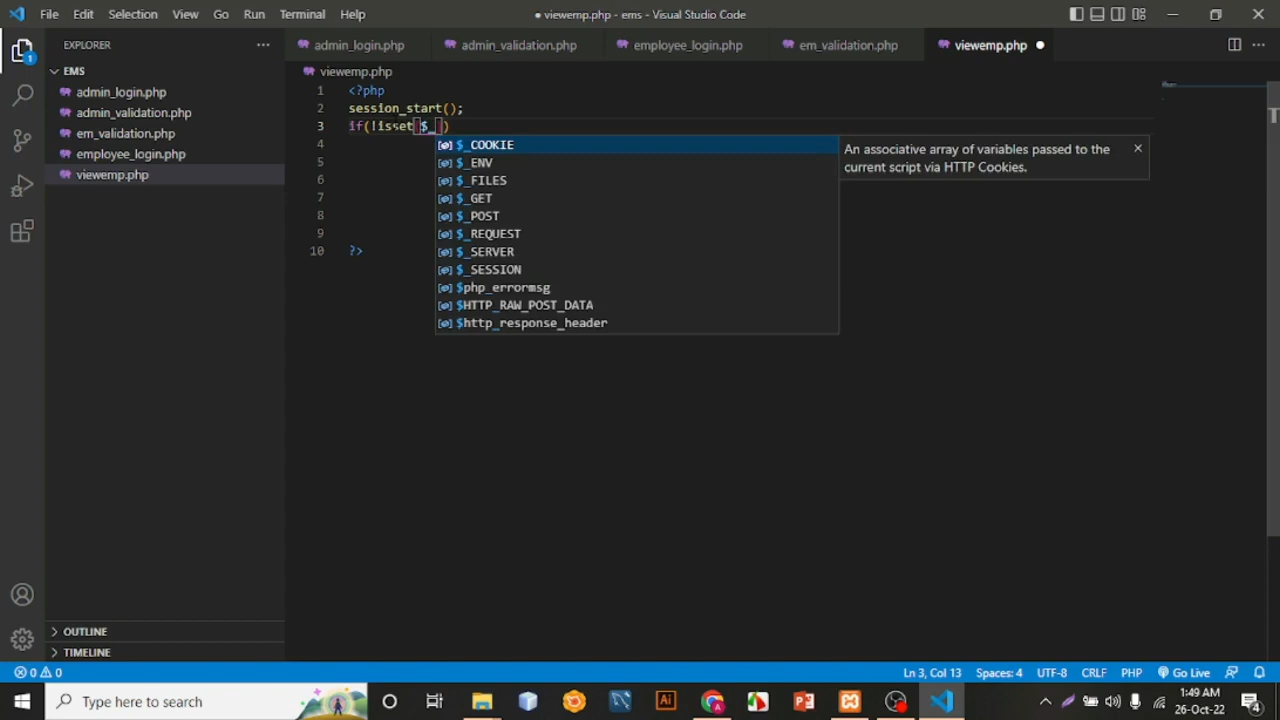 File Edit Selection View Go Run Terminal Help
● viewemp.php - ems - Visual Studio Code
EXPLORER
admin_login.php
admin_validation.php
employee_login.php
em_validation.php
viewemp.php
EMS
admin_login.php
admin_validation.php
em_validation.php
employee_login.php
viewemp.php
viewemp.php
1 <?php
2 session_start();
3 if(!isset($_))
4
5
6
7
8
9
10 ?>
$_COOKIE
$_ENV
$_FILES
$_GET
$_POST
$_REQUEST
$_SERVER
$_SESSION
$php_errormsg
$HTTP_RAW_POST_DATA
$http_response_header
An associative array of variables passed to the
current script via HTTP Cookies.
1
OUTLINE
TIMELINE
0 0
Ln 3, Col 13 Spaces: 4 UTF-8 CRLF PHP Go Live
Type here to search
Ai
1:49 AM
26-Oct-22
4